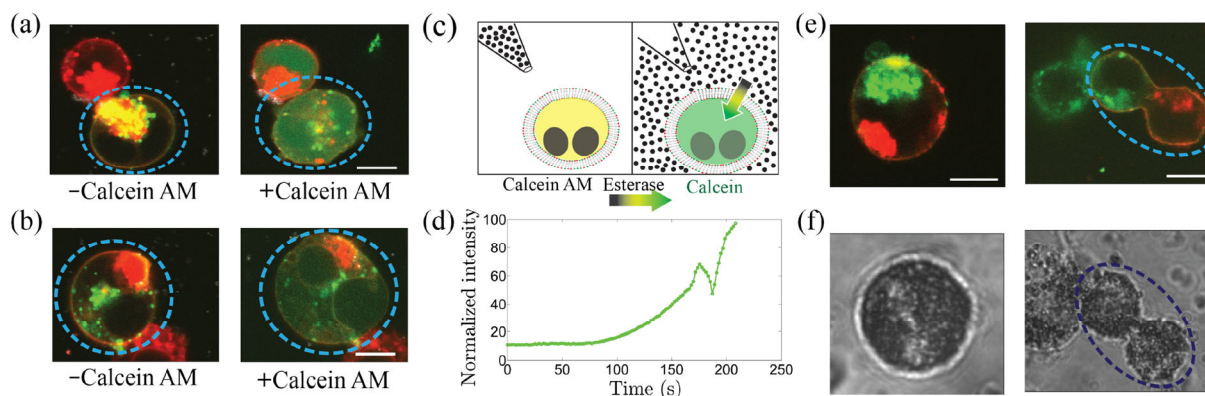 (a)
−Calcein AM
+Calcein AM
(b)
−Calcein AM
+Calcein AM
(c)
Calcein AM
Esterase
Calcein
(d)
Normalized intensity
100
80
60
40
20
0
0
50
100
150
200
250
Time (s)
(e)
(f)